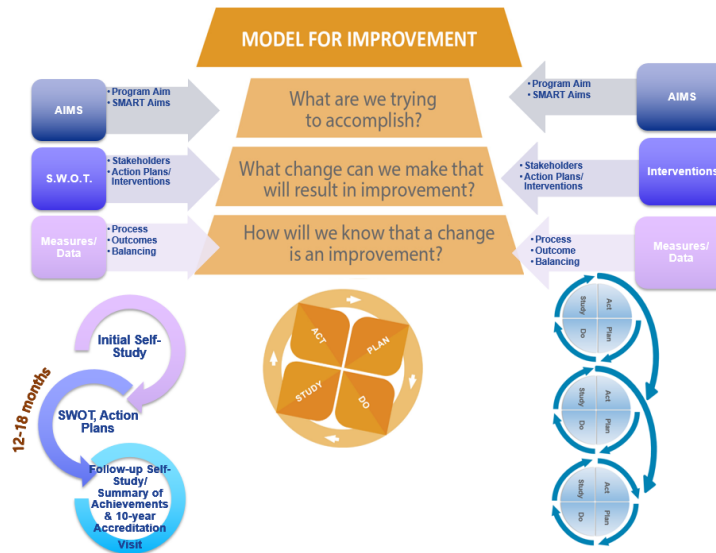 MODEL FOR IMPROVEMENT
AIMS
• Program Aim
• SMART Aims
What are we trying
to accomplish?
• Program Aim
• SMART Aims
AIMS
S.W.O.T.
• Stakeholders
• Action Plans/
Interventions
What change can we make that
will result in improvement?
• Stakeholders
• Action Plans/
Interventions
Interventions
Measures/
Data
• Process
• Outcomes
• Balancing
How will we know that a change
is an improvement?
• Process
• Outcome
• Balancing
Measures/
Data
12-18 months
Initial Self-
Study
SWOT, Action
Plans
Follow-up Self-
Study/
Summary of
Achievements
& 10-year
Accreditation
Visit
ACT
PLAN
STUDY
DO
Study
Act
Do
Plan
Study
Act
Do
Plan
Study
Act
Do
Plan